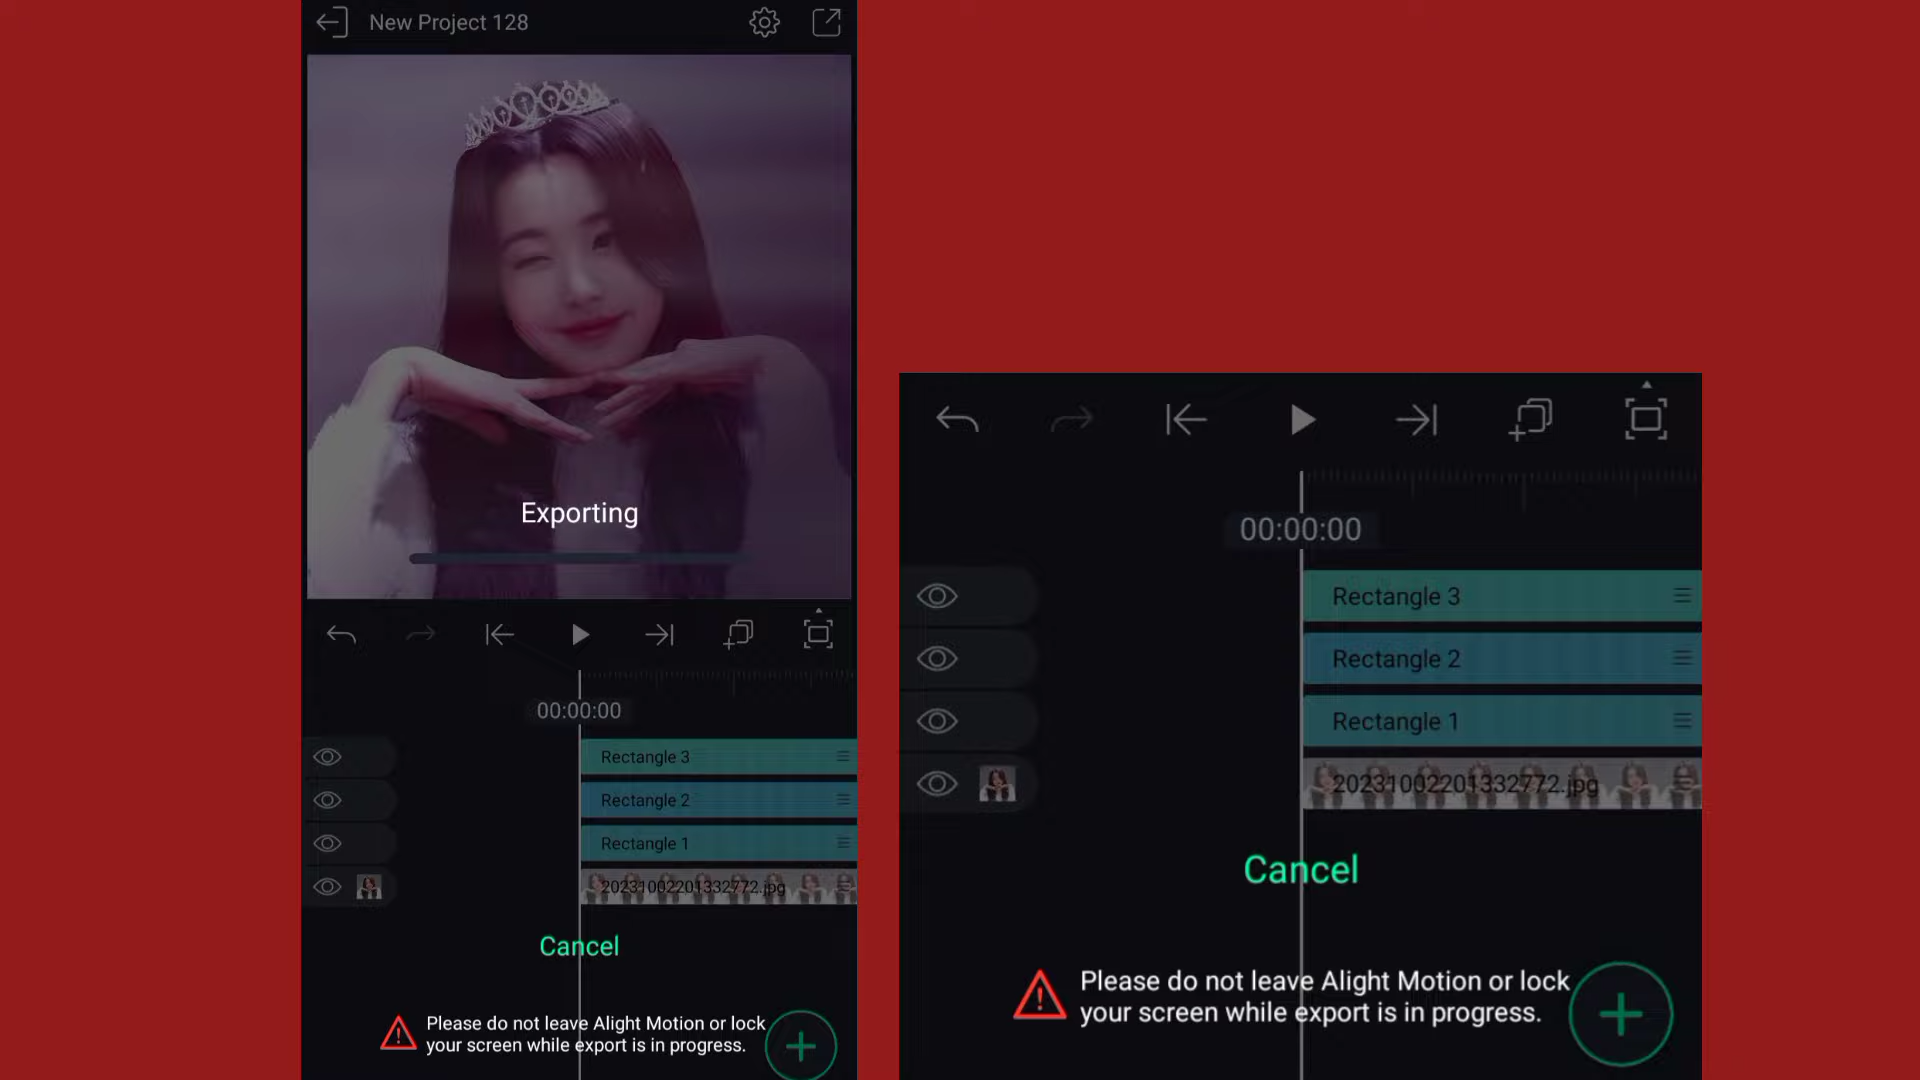 New Project 128
Exporting
00:00:00
Rectangle 3
Rectangle 2
Rectangle 1
20231002201332772.jpg
Cancel
Please do not leave Alight Motion or lock
your screen while export is in progress.
00:00:00
Rectangle 3
Rectangle 2
Rectangle 1
20231002201332772.jpg
Cancel
Please do not leave Alight Motion or lock
your screen while export is in progress.